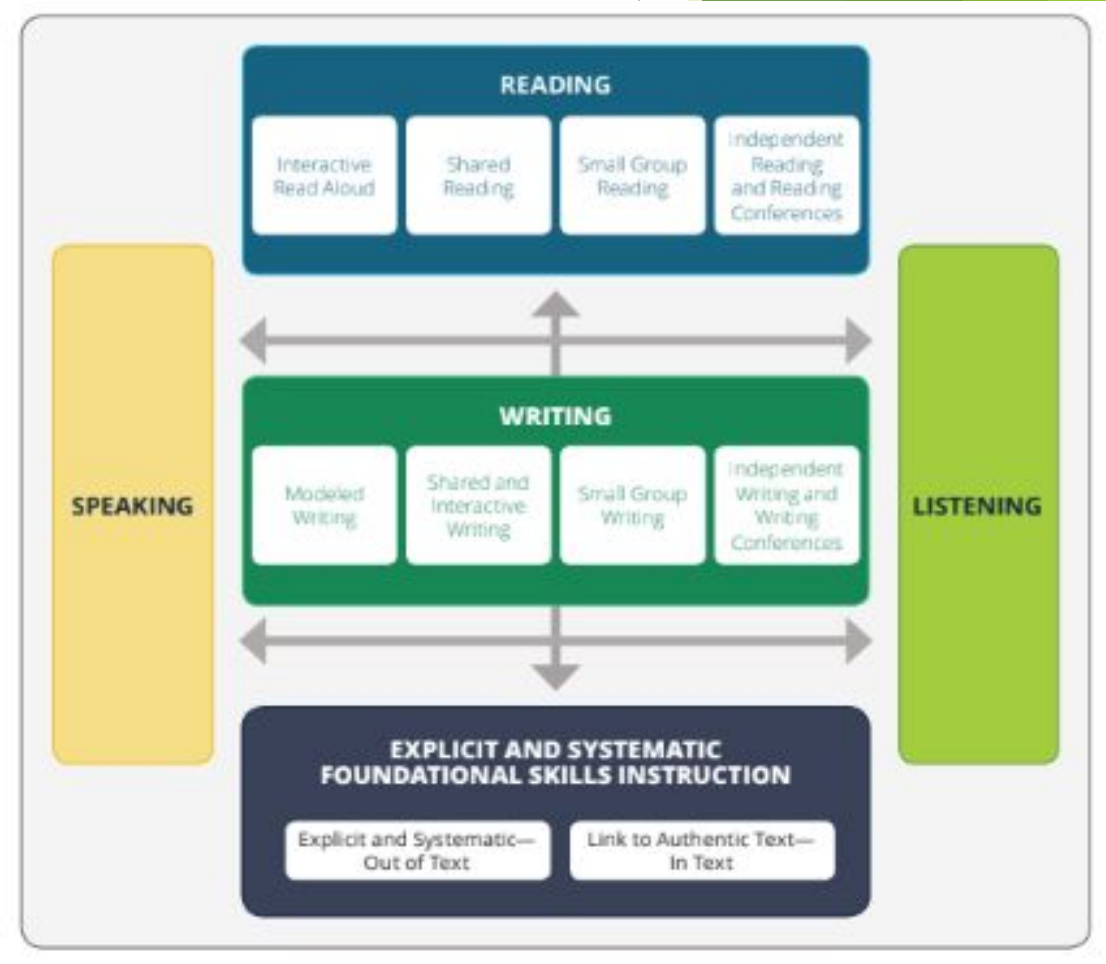 READING
Interactive
Read Aloud
Shared
Reading
Small Group
Reading
Independent
Reading
and Reading
Conferences
SPEAKING
WRITING
Modeled
Writing
Shared and
Interactive
Writing
Small Group
Writing
Independent
Writing and
Writing
Conferences
LISTENING
EXPLICIT AND SYSTEMATIC
FOUNDATIONAL SKILLS INSTRUCTION
Explicit and Systematic—
Out of Text
Link to Authentic Text—
In Text